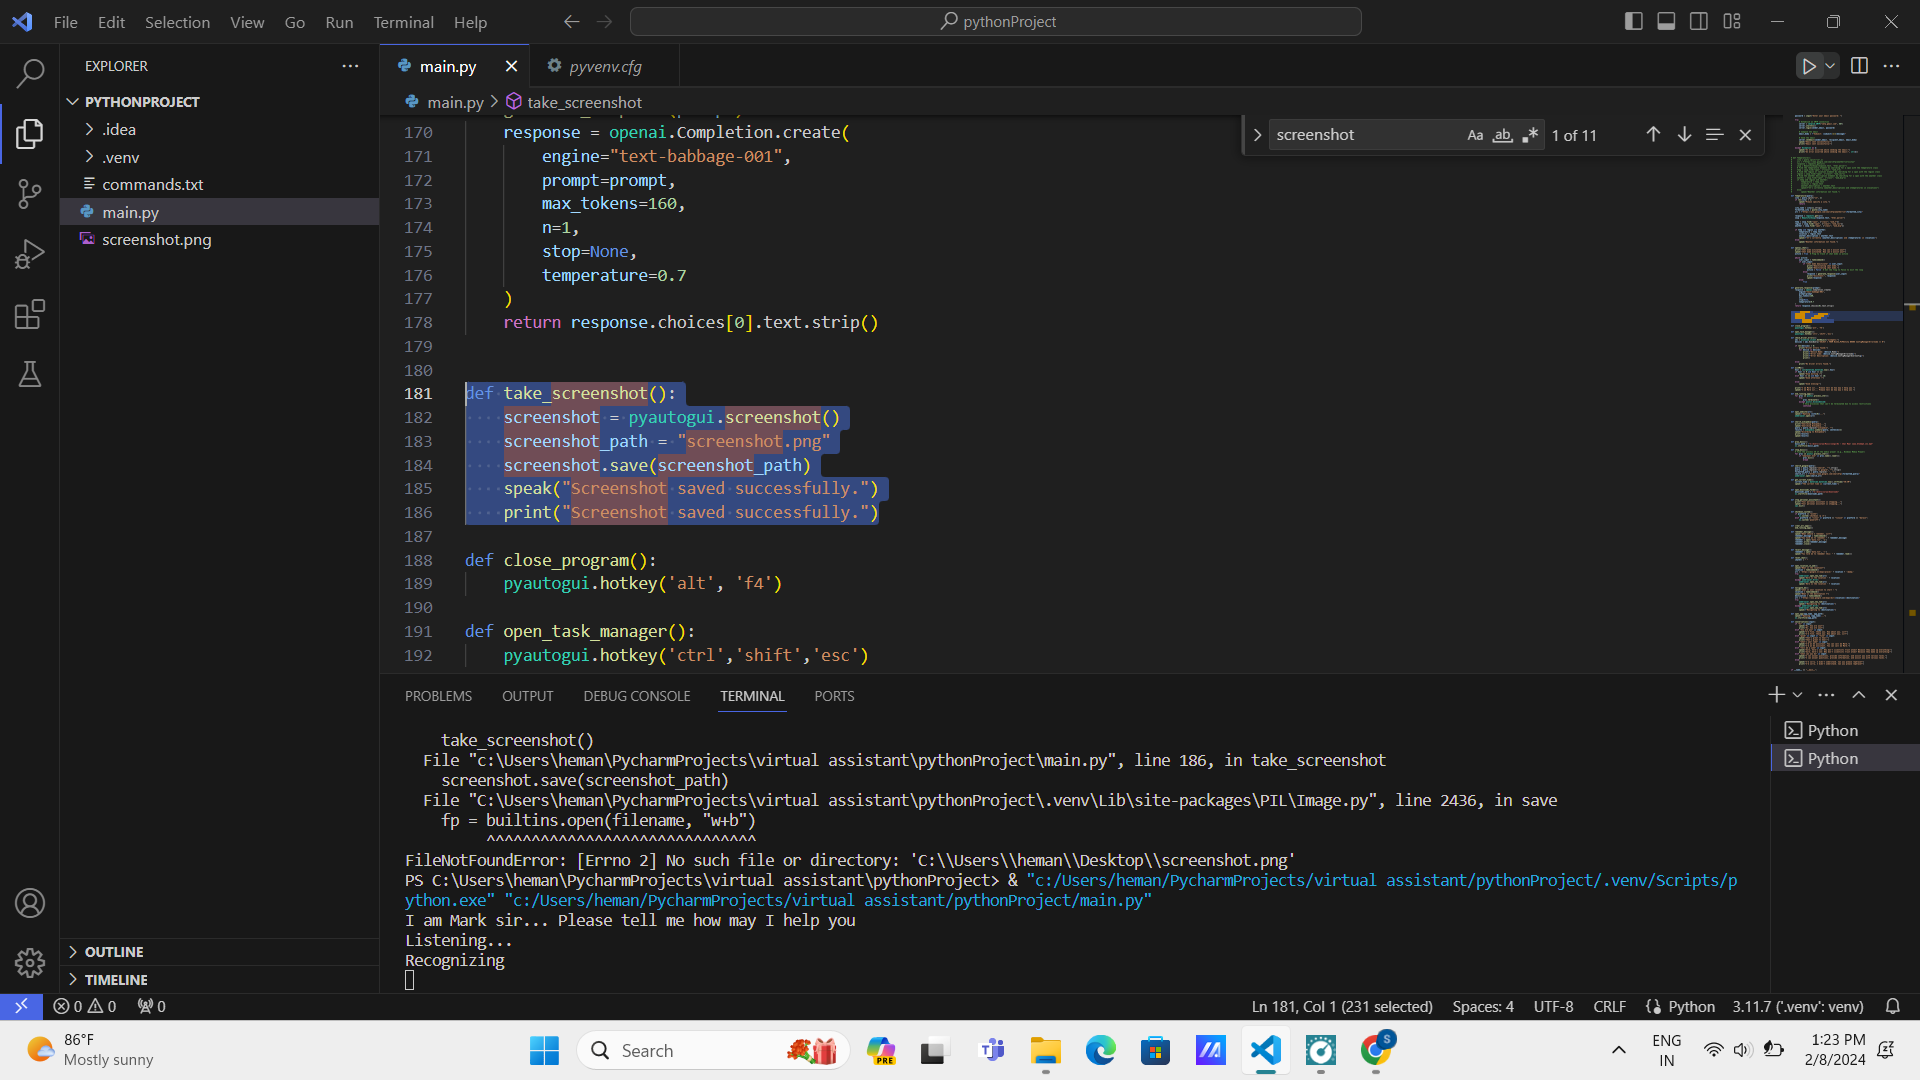 File Edit Selection View Go Run Terminal Help
pythonProject
EXPLORER
PYTHONPROJECT
.idea
.venv
commands.txt
main.py
screenshot.png
OUTLINE
TIMELINE
main.py
pyvenv.cfg
main.py > take_screenshot
screenshot
Aa ab 1 of 11
170 response = openai.Completion.create(
171 engine="text-babbage-001",
172 prompt=prompt,
173 max_tokens=160,
174 n=1,
175 stop=None,
176 temperature=0.7
177 )
178 return response.choices[0].text.strip()
179
180
181 def take_screenshot():
182 screenshot = pyautogui.screenshot()
183 screenshot_path = "screenshot.png"
184 screenshot.save(screenshot_path)
185 speak("Screenshot saved successfully.")
186 print("Screenshot saved successfully.")
187
188 def close_program():
189 pyautogui.hotkey('alt', 'f4')
190
191 def open_task_manager():
192 pyautogui.hotkey('ctrl','shift','esc')
PROBLEMS OUTPUT DEBUG CONSOLE TERMINAL PORTS
take_screenshot()
File "c:\Users\heman\PycharmProjects\virtual assistant\pythonProject\main.py", line 186, in take_screenshot
screenshot.save(screenshot_path)
File "C:\Users\heman\PycharmProjects\virtual assistant\pythonProject\.venv\Lib\site-packages\PIL\Image.py", line 2436, in save
fp = builtins.open(filename, "w+b")
^^^^^^^^^^^^^^^^^^^^^^^^^^^^^^
FileNotFoundError: [Errno 2] No such file or directory: 'C:\\Users\\heman\\Desktop\\screenshot.png'
PS C:\Users\heman\PycharmProjects\virtual assistant\pythonProject> & "c:/Users/heman/PycharmProjects/virtual assistant/pythonProject/.venv/Scripts/p
ython.exe" "c:/Users/heman/PycharmProjects/virtual assistant/pythonProject/main.py"
I am Mark sir... Please tell me how may I help you
Listening...
Recognizing
Python
Python
0 0 0
Ln 181, Col 1 (231 selected) Spaces: 4 UTF-8 CRLF Python 3.11.7 ('.venv': venv)
86°F
Mostly sunny
Search
PRE
S
ENG
IN
1:23 PM
2/8/2024